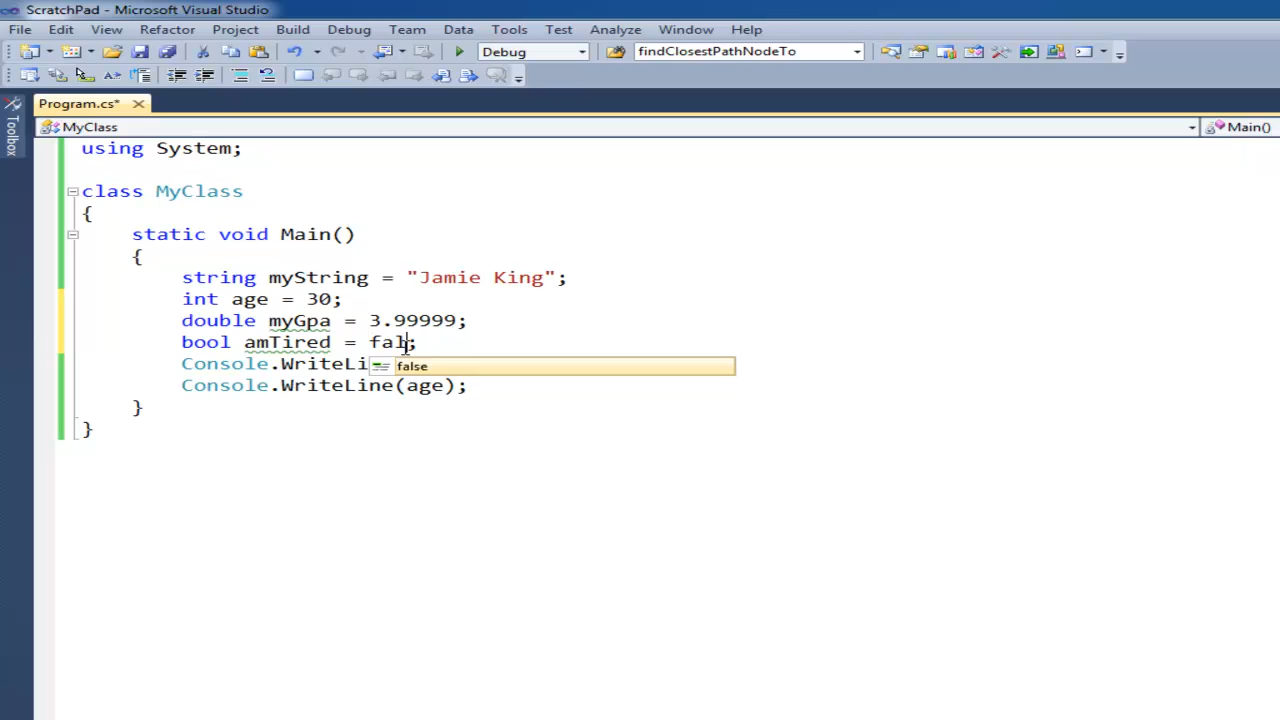 ScratchPad - Microsoft Visual Studio
File Edit View Refactor Project Build Debug Team Data Tools Test Analyze Window Help
Debug findClosestPathNodeTo
Toolbox
Program.cs*
MyClass Main()
using System;
class MyClass
{
static void Main()
{
string myString = "Jamie King";
int age = 30;
double myGpa = 3.99999;
bool amTired = fal;
Console.WriteLi
false
Console.WriteLine(age);
}
}